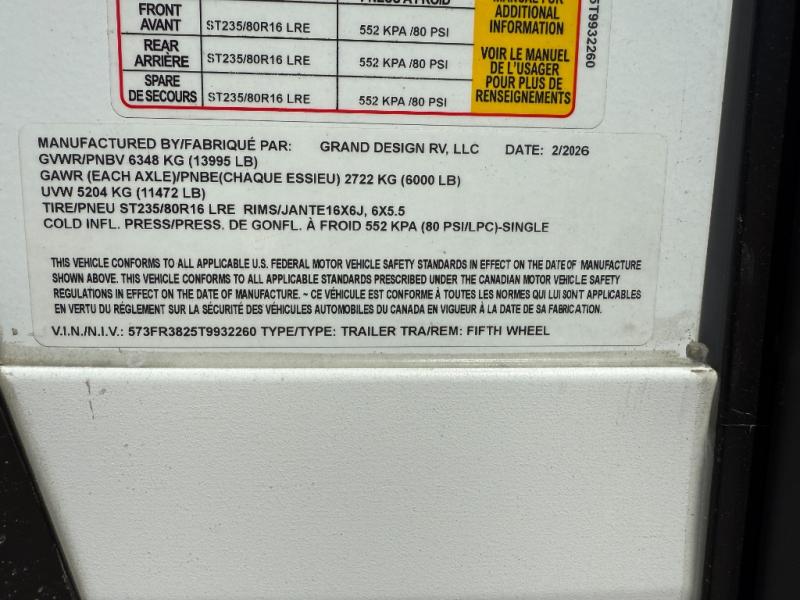 FRONT
AVANT
ST235/80R16 LRE
552 KPA /80 PSI
REAR
ARRIÈRE
ST235/80R16 LRE
552 KPA /80 PSI
SPARE
DE SECOURS
ST235/80R16 LRE
552 KPA /80 PSI
MANUAL FOR
ADDITIONAL
INFORMATION
VOIR LE MANUEL
DE L'USAGER
POUR PLUS DE
RENSEIGNEMENTS
5T9932260
MANUFACTURED BY/FABRIQUÉ PAR: GRAND DESIGN RV, LLC DATE: 2/2026
GVWR/PNBV 6348 KG (13995 LB)
GAWR (EACH AXLE)/PNBE(CHAQUE ESSIEU) 2722 KG (6000 LB)
UVW 5204 KG (11472 LB)
TIRE/PNEU ST235/80R16 LRE RIMS/JANTE16X6J, 6X5.5
COLD INFL. PRESS/PRESS. DE GONFL. À FROID 552 KPA (80 PSI/LPC)-SINGLE
THIS VEHICLE CONFORMS TO ALL APPLICABLE U.S. FEDERAL MOTOR VEHICLE SAFETY STANDARDS IN EFFECT ON THE DATE OF MANUFACTURE
SHOWN ABOVE. THIS VEHICLE CONFORMS TO ALL APPLICABLE STANDARDS PRESCRIBED UNDER THE CANADIAN MOTOR VEHICLE SAFETY
REGULATIONS IN EFFECT ON THE DATE OF MANUFACTURE. ~ CE VÉHICULE EST CONFORME À TOUTES LES NORMES QUI LUI SONT APPLICABLES
EN VERTU DU RÉGLEMENT SUR LA SÉCURITÉ DES VÉHICULES AUTOMOBILES DU CANADA EN VIGUEUR À LA DATE DE SA FABRICATION.
V.I.N./N.I.V.: 573FR3825T9932260 TYPE/TYPE: TRAILER TRA/REM: FIFTH WHEEL